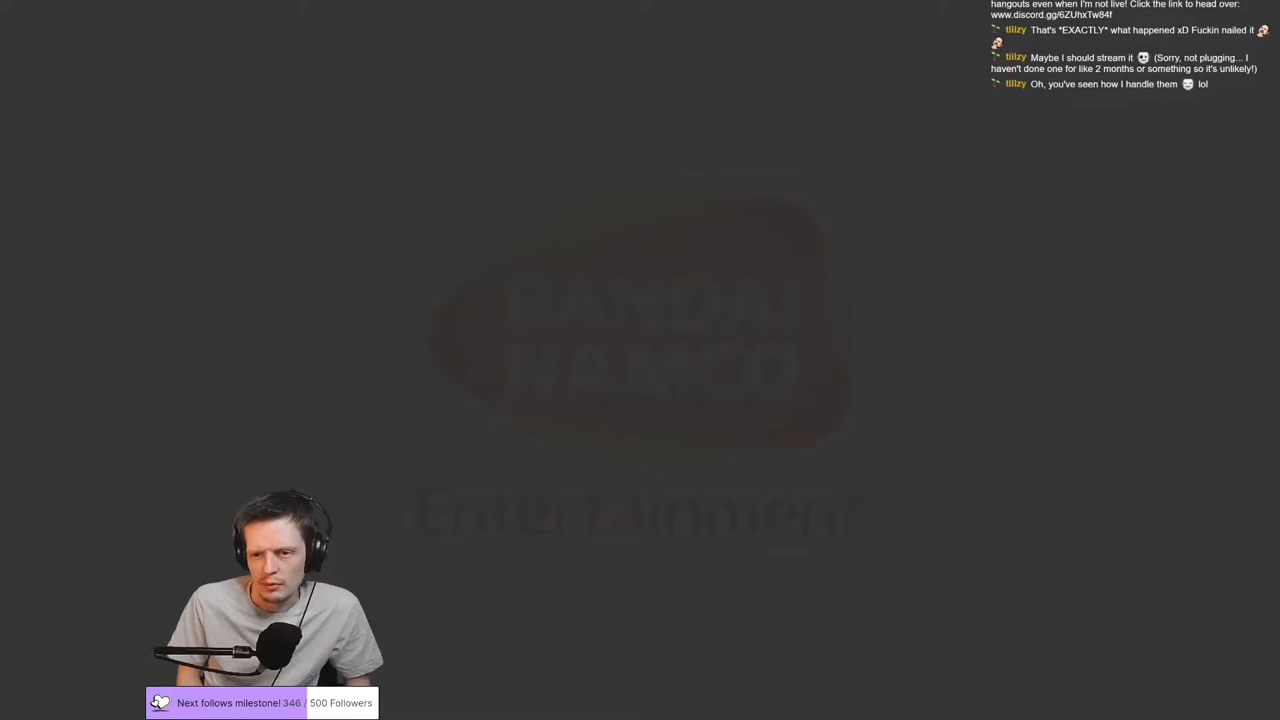 hangouts even when I'm not live! Click the link to head over:
www.discord.gg/6ZUhxTw84f
tillzy That's *EXACTLY* what happened xD Fuckin nailed it
tillzy Maybe I should stream it (Sorry, not plugging... I
haven't done one for like 2 months or something so it's unlikely!)
tillzy Oh, you've seen how I handle them lol
BANDAI
NAMCO
Entertainment
Next follows milestone! 346 / 500 Followers